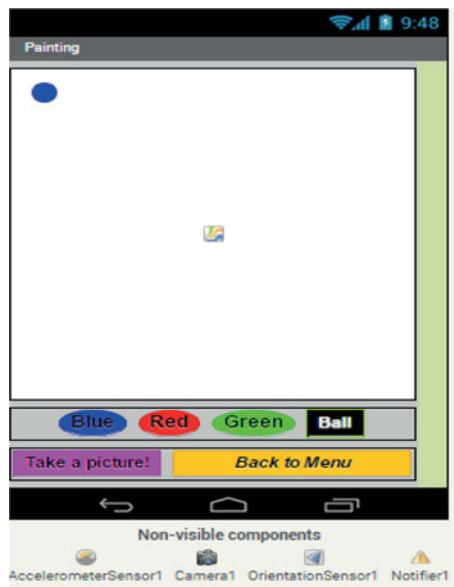 9:48
Painting
Blue Red Green Ball
Take a picture! Back to Menu
Non-visible components
AccelerometerSensor1 Camera1 OrientationSensor1 Notifier1